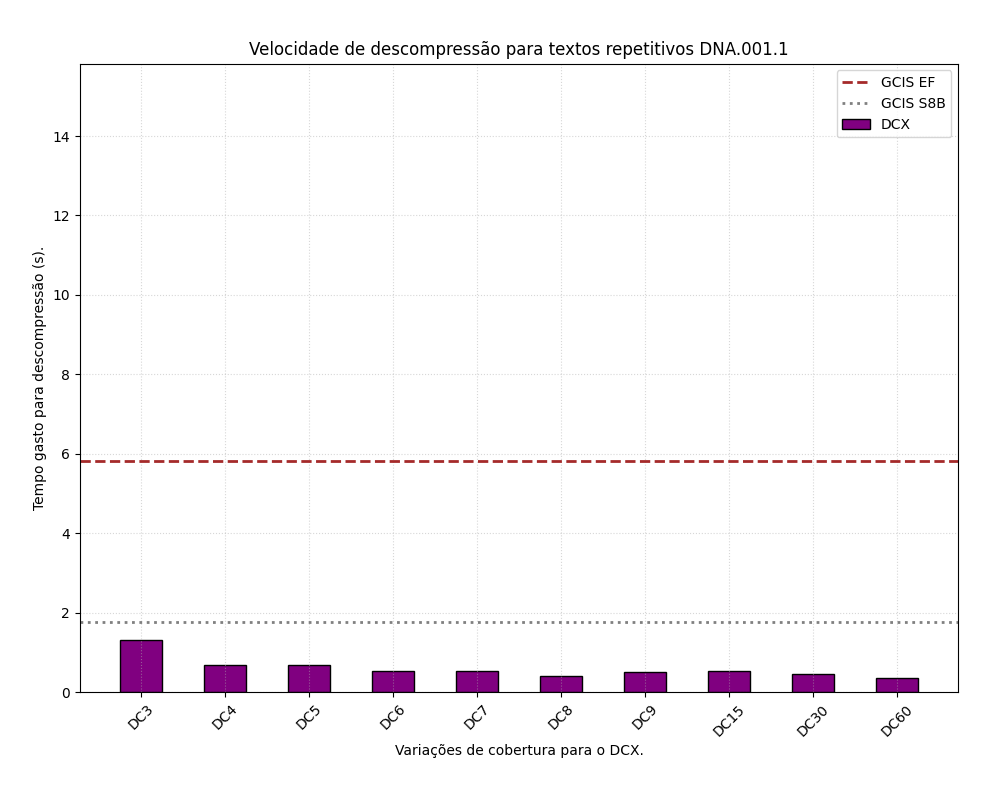 Velocidade de descompressão para textos repetitivos DNA.001.1
GCIS EF
GCIS S8B
DCX
Tempo gasto para descompressão (s).
14
12
10
8
6
4
2
0
DC3
DC4
DC5
DC6
DC7
DC8
DC9
DC15
DC30
DC60
Variações de cobertura para o DCX.